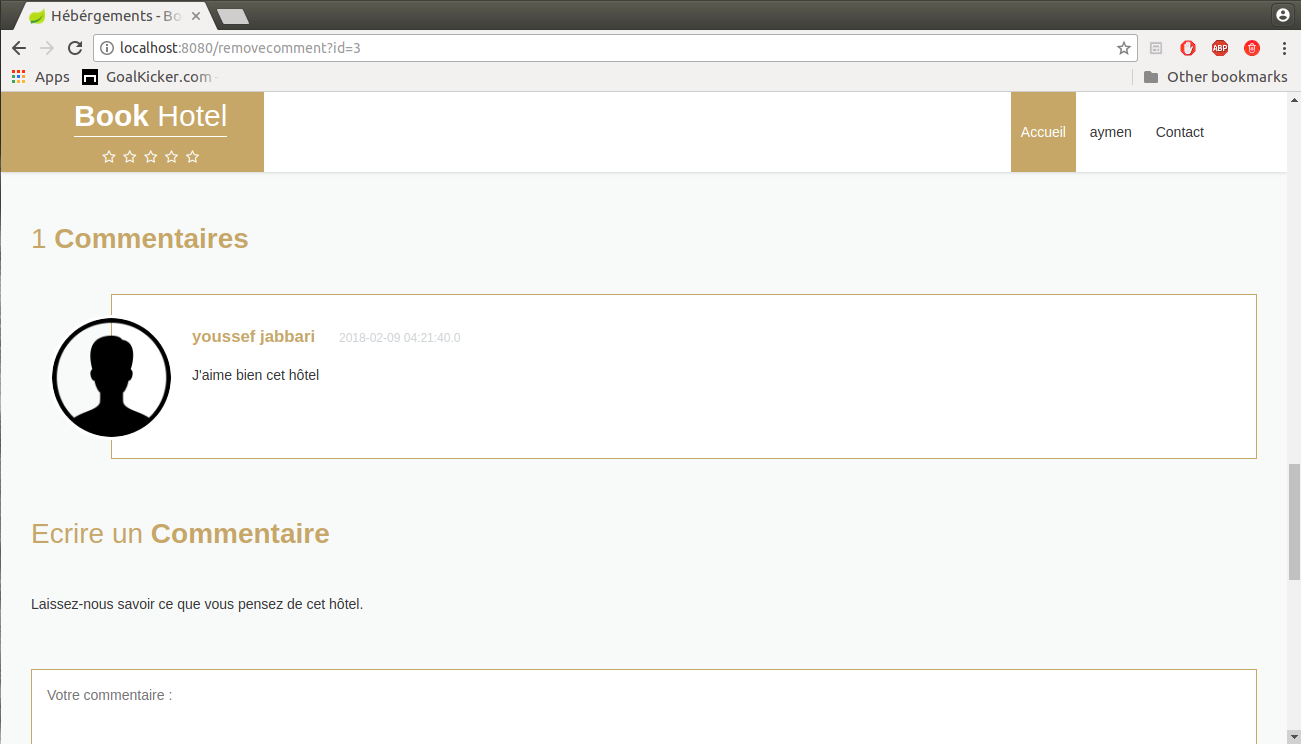 Hébérgements - Bo
localhost:8080/removecomment?id=3
ABP
Apps GoalKicker.com - Other bookmarks
Book Hotel
Accueil aymen Contact
1 Commentaires
youssef jabbari 2018-02-09 04:21:40.0
J'aime bien cet hôtel
Ecrire un Commentaire
Laissez-nous savoir ce que vous pensez de cet hôtel.
Votre commentaire :